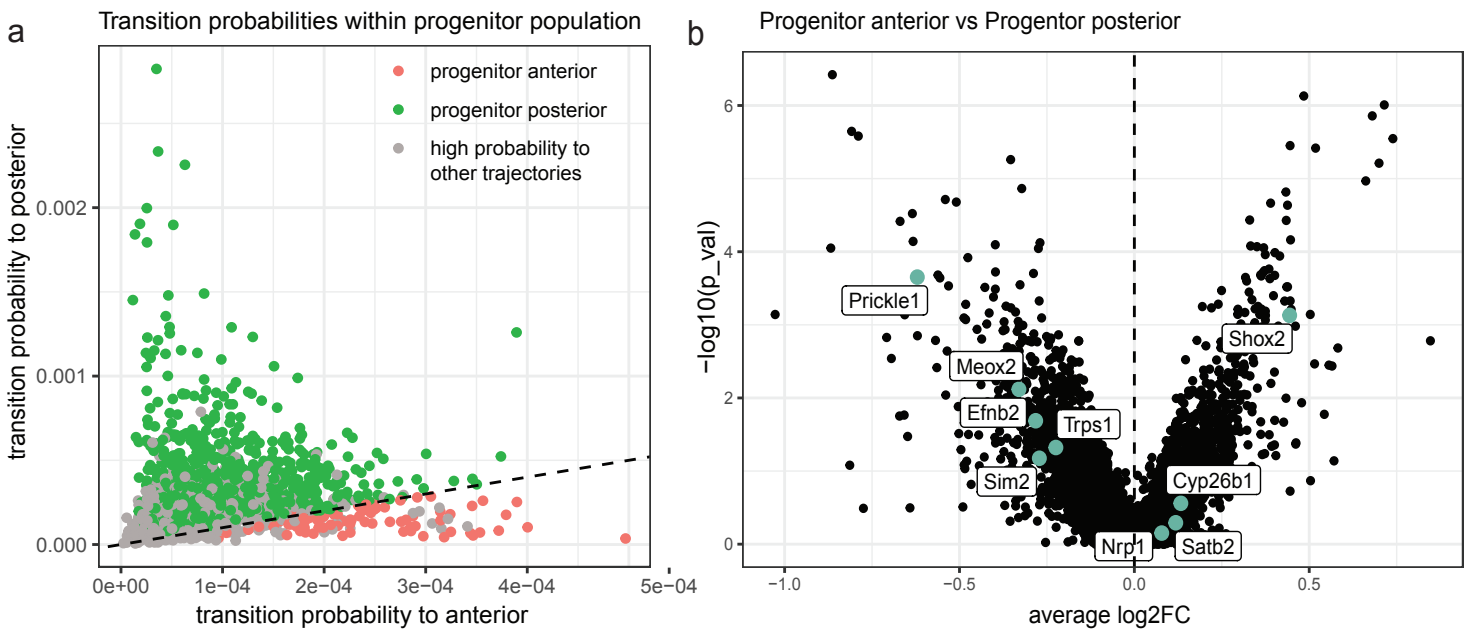 a
Transition probabilities within progenitor population
progenitor anterior
progenitor posterior
high probability to
other trajectories
transition probability to posterior
0.002
0.001
0.000
0e+00
1e−04
2e−04
3e−04
4e−04
5e−04
transition probability to anterior
b
Progenitor anterior vs Progentor posterior
−log10(p_val)
6
4
2
0
Prickle1
Shox2
Meox2
Efnb2
Trps1
Sim2
Cyp26b1
Nrp1
Satb2
−1.0
−0.5
0.0
0.5
average log2FC